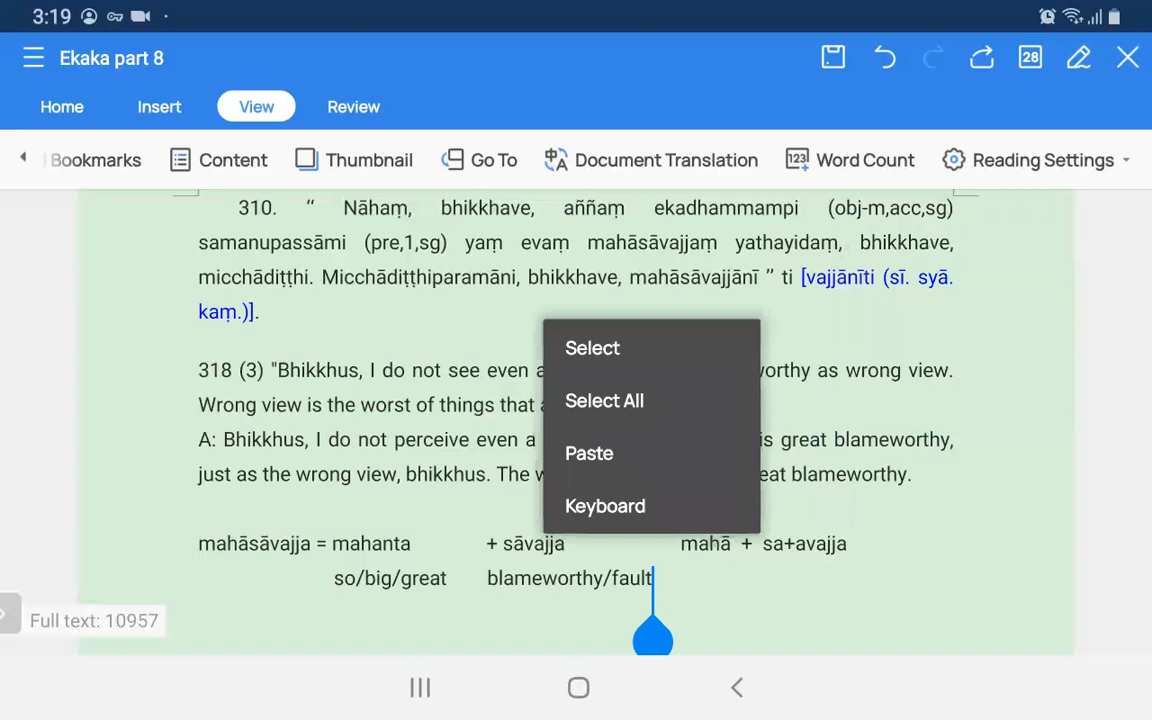 3:19
Ekaka part 8
28
Home Insert View Review
Bookmarks Content Thumbnail Go To Document Translation 123 Word Count Reading Settings
310. “ Nāhaṃ, bhikkhave, aññaṃ ekadhammampi (obj-m,acc,sg)
samanupassāmi (pre,1,sg) yaṃ evaṃ mahāsāvajjaṃ yathayidaṃ, bhikkhave,
micchādiṭṭhi. Micchādiṭṭhiparamāni, bhikkhave, mahāsāvajjānī ” ti [vajjānīti (sī. syā.
kaṃ.)].
318 (3) "Bhikkhus, I do not see even a worthy as wrong view.
Wrong view is the worst of things that
A: Bhikkhus, I do not perceive even a is great blameworthy,
just as the wrong view, bhikkhus. The eat blameworthy.
Select
Select All
Paste
Keyboard
mahāsāvajja = mahanta + sāvajja mahā + sa+avajja
so/big/great blameworthy/fault
Full text: 10957